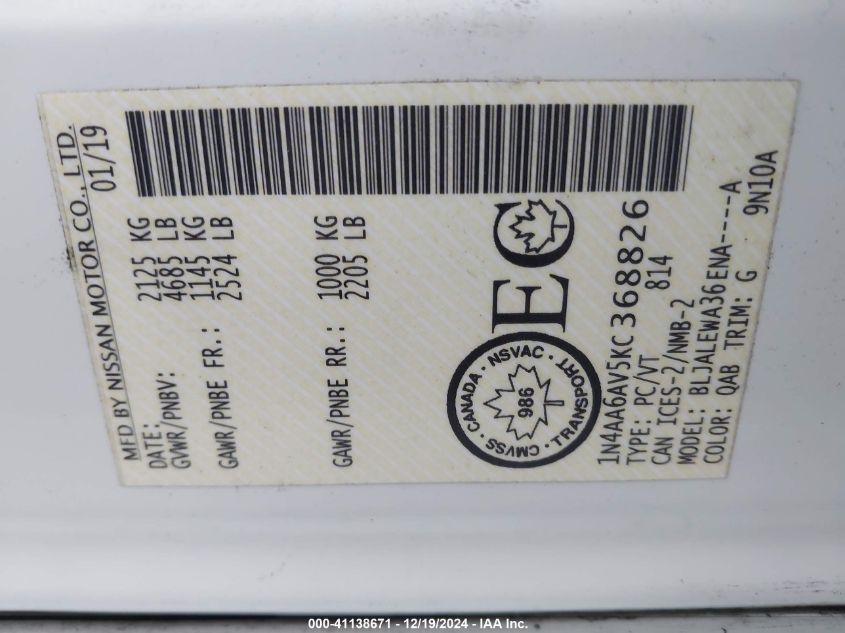 MFD BY NISSAN MOTOR CO., LTD.
DATE: 01/19
GVWR/PNBV: 2125 KG
4685 LB
GAWR/PNBE FR.: 1145 KG
2524 LB
GAWR/PNBE RR.: 1000 KG
2205 LB
CANADA · NSVAC · TRANSPORT · CMVSS ·
986
EC
1N4AA6AV5KC368826
TYPE: PC/VT 814
CAN ICES-2/NMB-2
MODEL: BLJALEWA36ENA----A
COLOR: QAB TRIM: G 9N10A
000-41138671 - 12/19/2024 - IAA Inc.